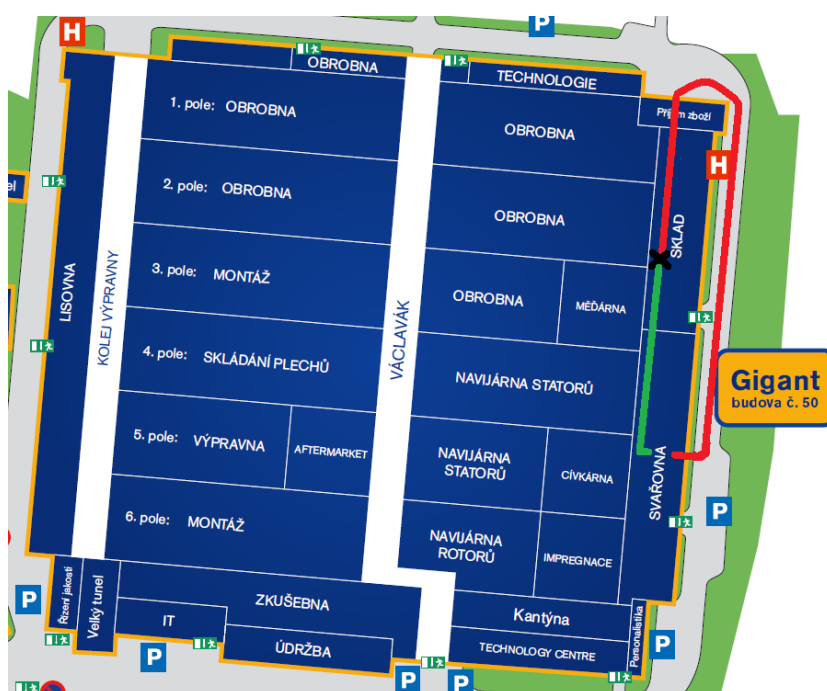 P
H
OBROBNA
TECHNOLOGIE
Příjem zboží
1. pole: OBROBNA
OBROBNA
H
2. pole: OBROBNA
OBROBNA
SKLAD
el
3. pole: MONTÁŽ
OBROBNA
MĚĎÁRNA
LISOVNA
KOLEJ VÝPRAVNY
VÁCLAVÁK
4. pole: SKLÁDÁNÍ PLECHŮ
NAVIJÁRNA STATORŮ
Gigant
budova č. 50
5. pole: VÝPRAVNA
AFTERMARKET
NAVIJÁRNA
STATORŮ
CÍVKÁRNA
SVAŘOVNA
P
6. pole: MONTÁŽ
NAVIJÁRNA
ROTORŮ
IMPREGNACE
P
Řízení jakosti
Velký tunel
ZKUŠEBNA
IT
ÚDRŽBA
Kantýna
TECHNOLOGY CENTRE
Personalistika
P
P
P
P